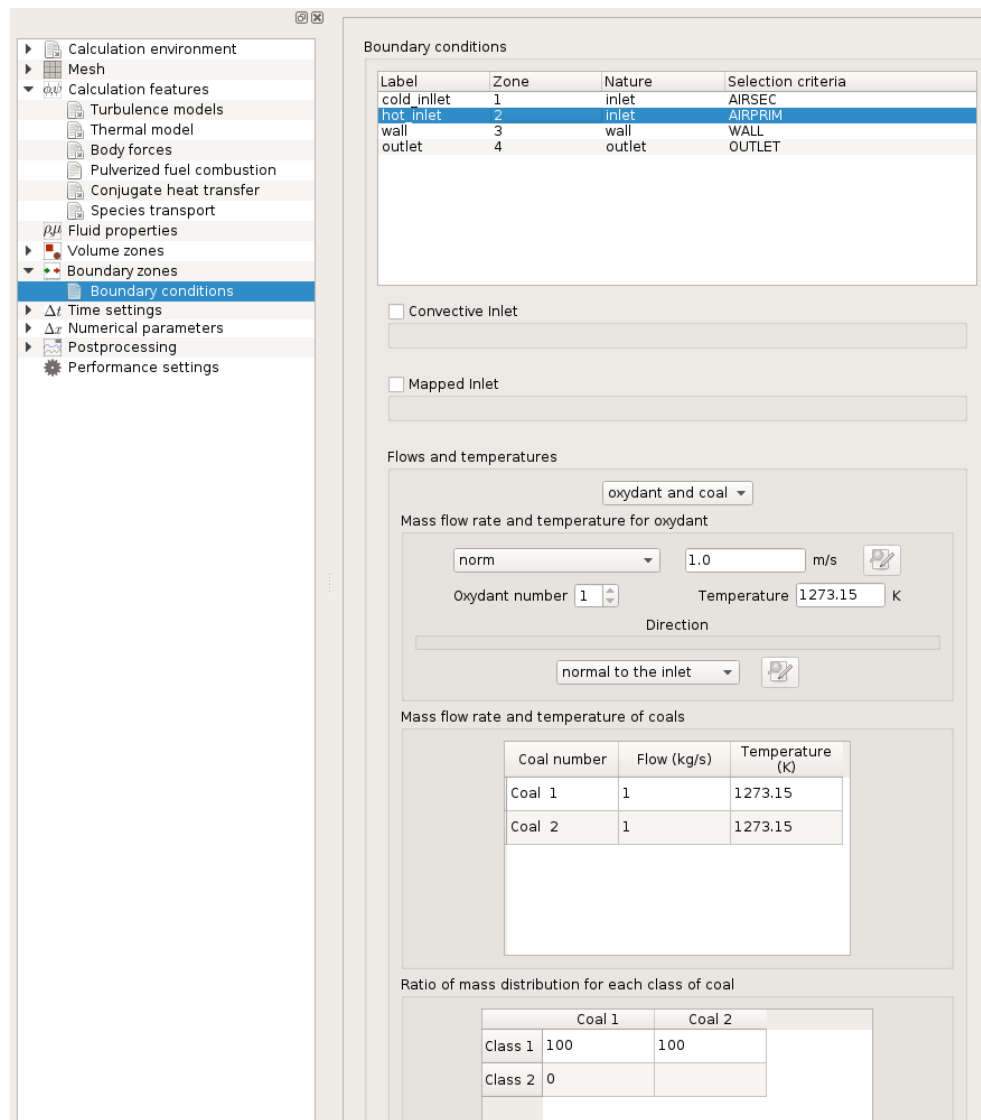 Calculation environment
Mesh
ϕψ Calculation features
Turbulence models
Thermal model
Body forces
Pulverized fuel combustion
Conjugate heat transfer
Species transport
ρμ Fluid properties
Volume zones
Boundary zones
Boundary conditions
Δt Time settings
Δx Numerical parameters
Postprocessing
Performance settings
Boundary conditions
Label Zone Nature Selection criteria
cold_inllet 1 inlet AIRSEC
hot_inlet 2 inlet AIRPRIM
wall 3 wall WALL
outlet 4 outlet OUTLET
Convective Inlet
Mapped Inlet
Flows and temperatures
oxydant and coal
Mass flow rate and temperature for oxydant
norm 1.0 m/s
Oxydant number 1 Temperature 1273.15 K
Direction
normal to the inlet
Mass flow rate and temperature of coals
Coal number Flow (kg/s) Temperature
(K)
Coal 1 1 1273.15
Coal 2 1 1273.15
Ratio of mass distribution for each class of coal
Coal 1 Coal 2
Class 1 100 100
Class 2 0